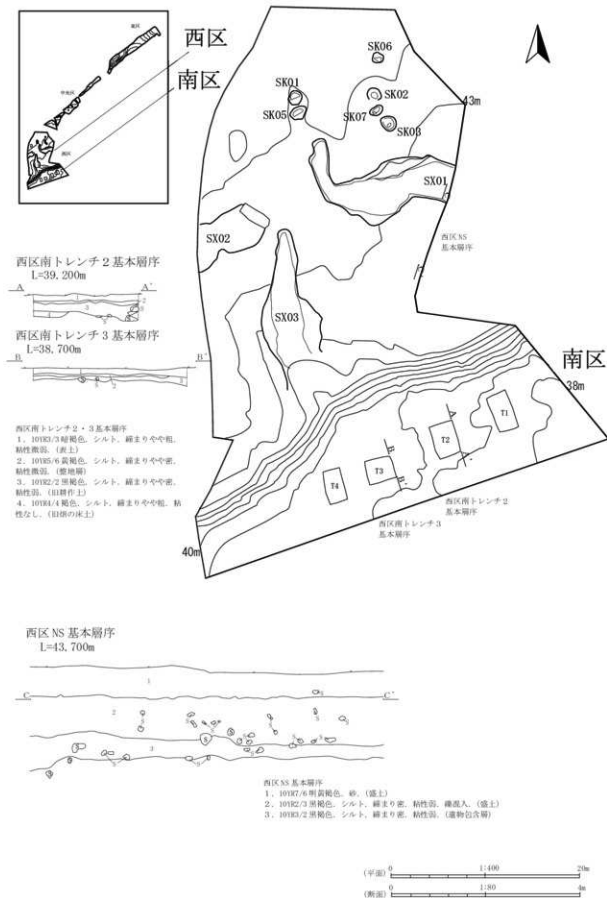 西区
南区
東区
中央区
西区
SK06
SK01
SK02
SK05
SK07
SK03
43m
SX01
西区NS
基本層序
SX02
SX03
西区南トレンチ2基本層序
L=39,200m
A A'
1
2
3
西区南トレンチ3基本層序
L=38,700m
B B'
南区
38m
T1
T2
T3
T4
A
A'
B
B'
西区南トレンチ2
基本層序
西区南トレンチ3
基本層序
40m
西区南トレンチ2・3基本層序
1. 10YR3/3暗褐色、シルト、締まりやや粗、
粘性微弱、(表土)
2. 10YR5/6黄褐色、シルト、締まりやや密、
粘性微弱、(整地層)
3. 10YR2/2黒褐色、シルト、締まりやや密、
粘性弱、(旧耕作土)
4. 10YR4/4褐色、シルト、締まりやや粗、粘
性なし、(旧畑の床土)
西区NS基本層序
L=43,700m
1
C C'
2
3
西区NS基本層序
1. 10YR7/6明黄褐色、砂、(盛土)
2. 10YR2/3黒褐色、シルト、締まり密、粘性弱、礫混入、(盛土)
3. 10YR3/2黒褐色、シルト、締まり密、粘性弱、(遺物包含層)
(平面) 0 1:400 20m
(断面) 0 1:80 4m